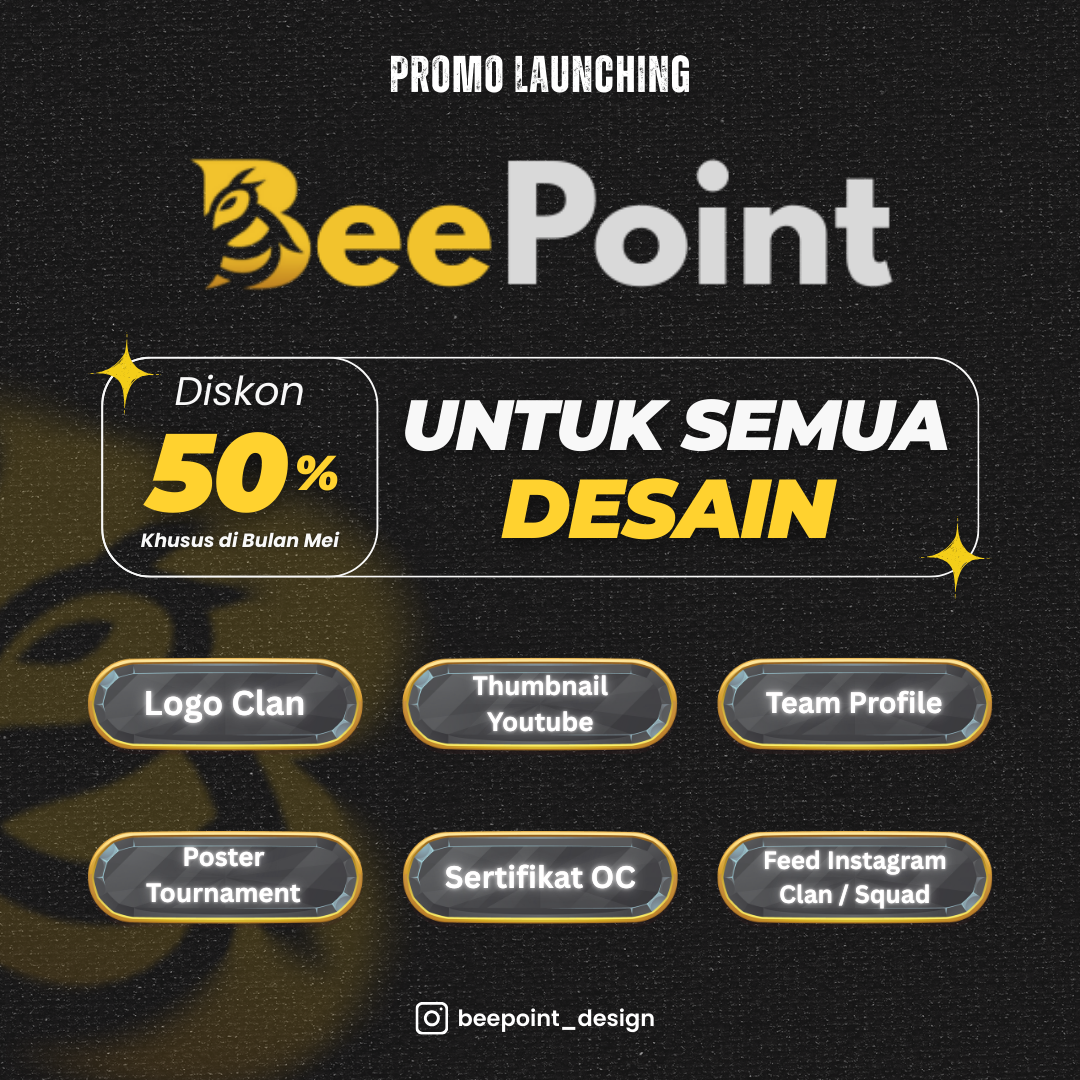 PROMO LAUNCHING
BeePoint
Diskon
50%
Khusus di Bulan Mei
UNTUK SEMUA
DESAIN
Logo Clan
Thumbnail
Youtube
Team Profile
Poster
Tournament
Sertifikat OC
Feed Instagram
Clan / Squad
beepoint_design